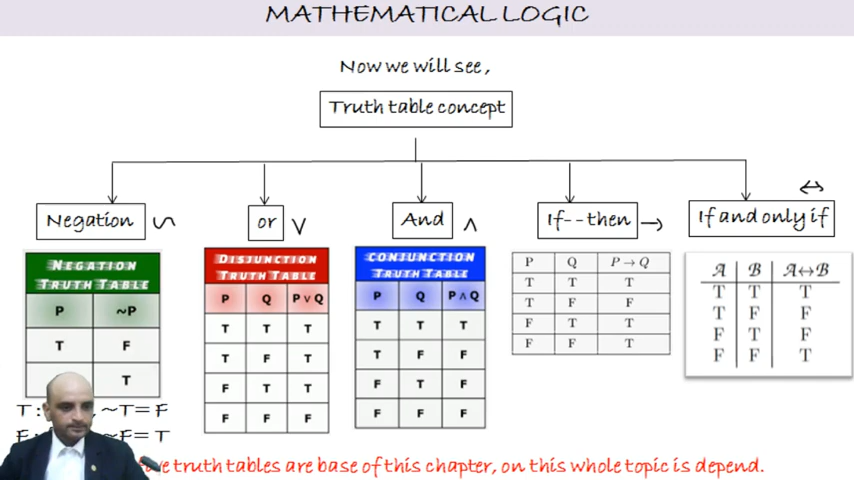 MATHEMATICAL LOGIC
Now we will see,
Truth table concept
Negation ~
or ∨
And ∧
If--then →
If and only if ↔
NEGATION
TRUTH TABLE
P ~P
T F
T
DISJUNCTION
TRUTH TABLE
P Q P ∨ Q
T T T
T F T
F T T
F F F
CONJUNCTION
TRUTH TABLE
P Q P ∧ Q
T T T
T F F
F T F
F F F
P Q P → Q
T T T
T F F
F T T
F F T
A B A↔B
T T T
T F F
F T F
F F T
T : ~T = F
F : ~F = T
truth tables are base of this chapter, on this whole topic is depend.